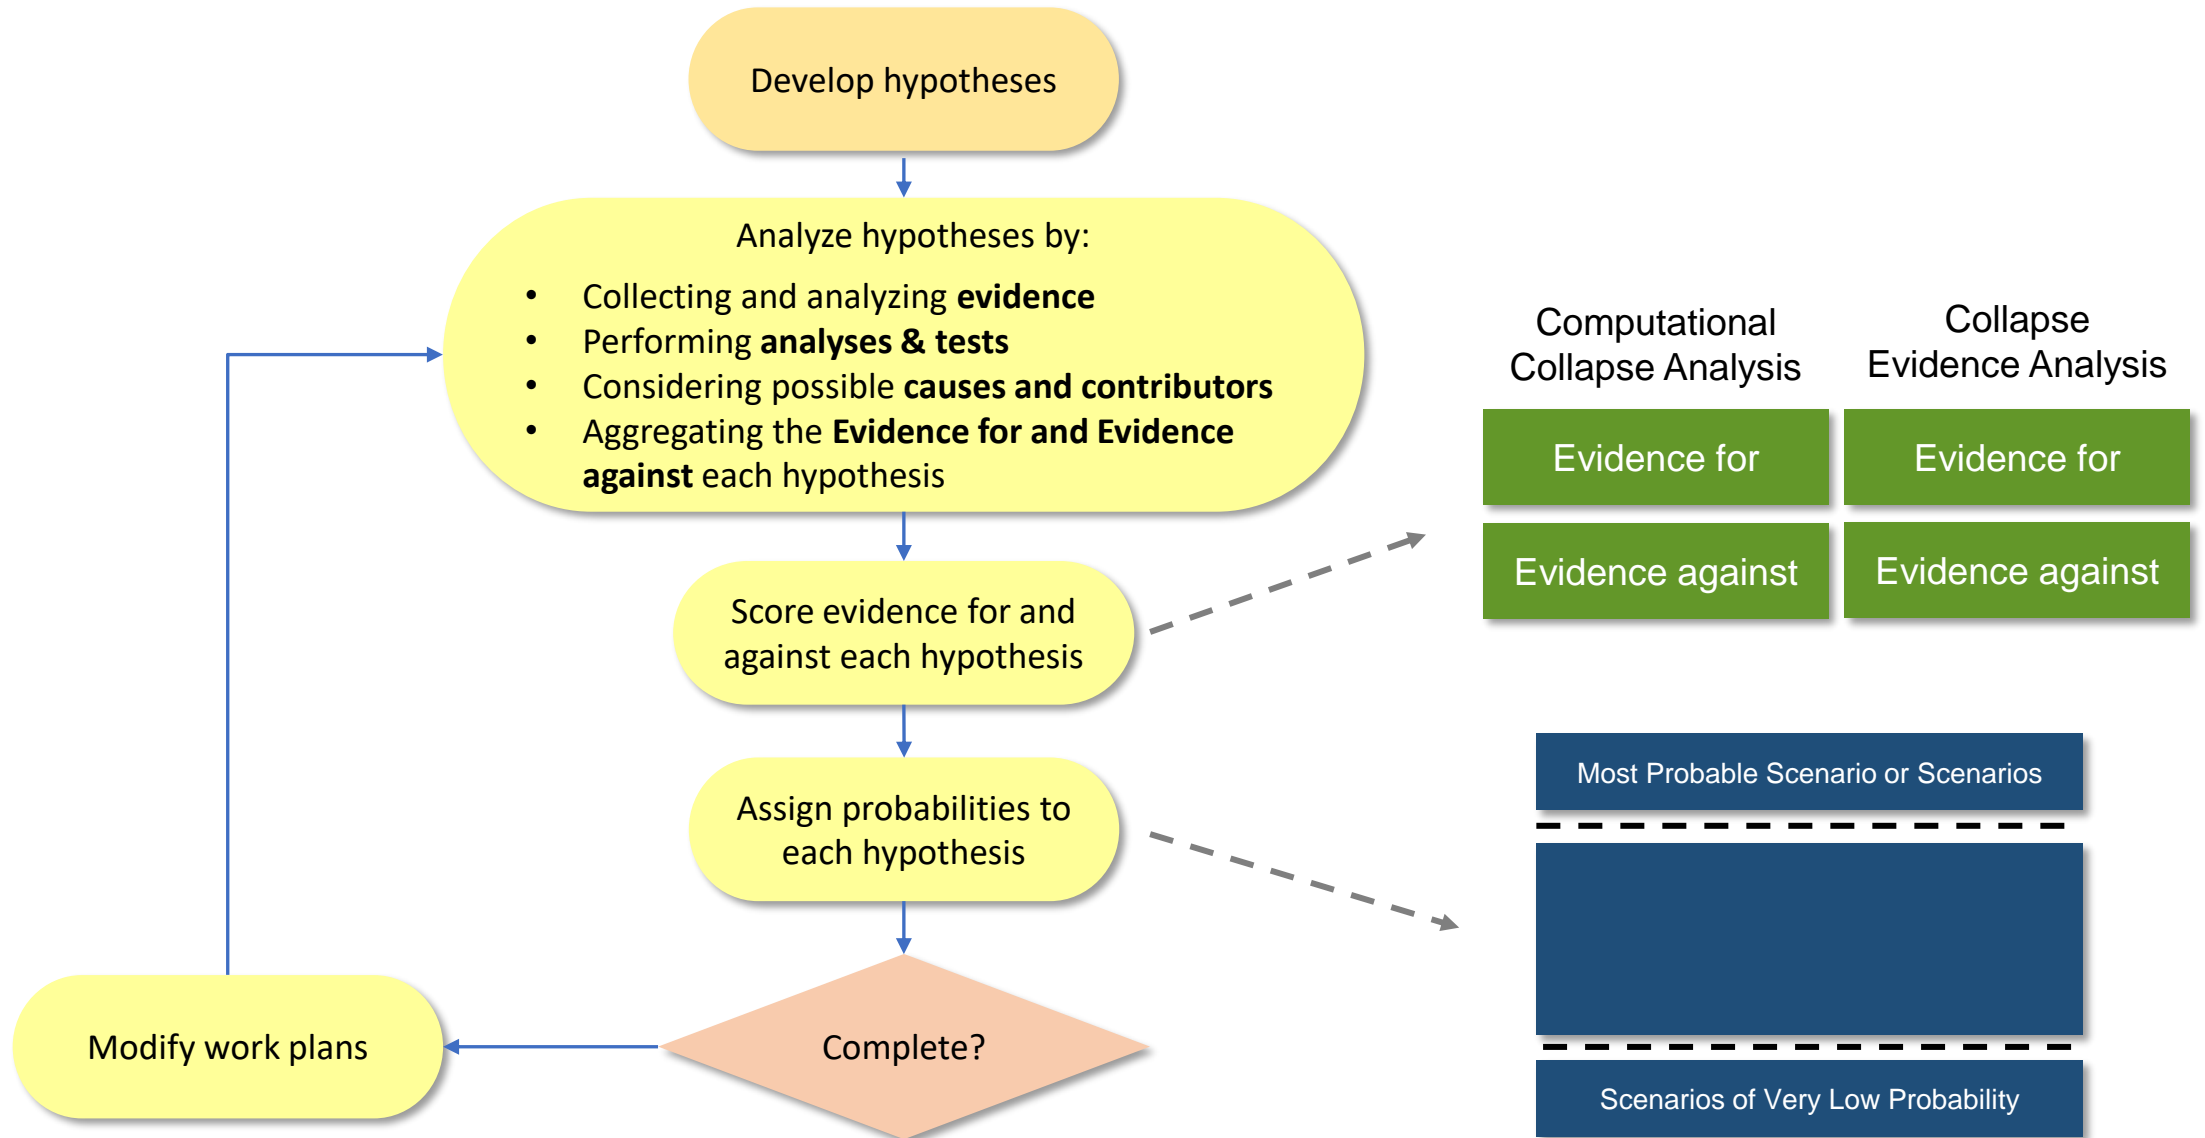 Develop hypotheses
Analyze hypotheses by:
• Collecting and analyzing evidence
• Performing analyses & tests
• Considering possible causes and contributors
• Aggregating the Evidence for and Evidence
against each hypothesis
Score evidence for and
against each hypothesis
Assign probabilities to
each hypothesis
Complete?
Modify work plans
Computational
Collapse Analysis
Collapse
Evidence Analysis
Evidence for
Evidence for
Evidence against
Evidence against
Most Probable Scenario or Scenarios
Scenarios of Very Low Probability